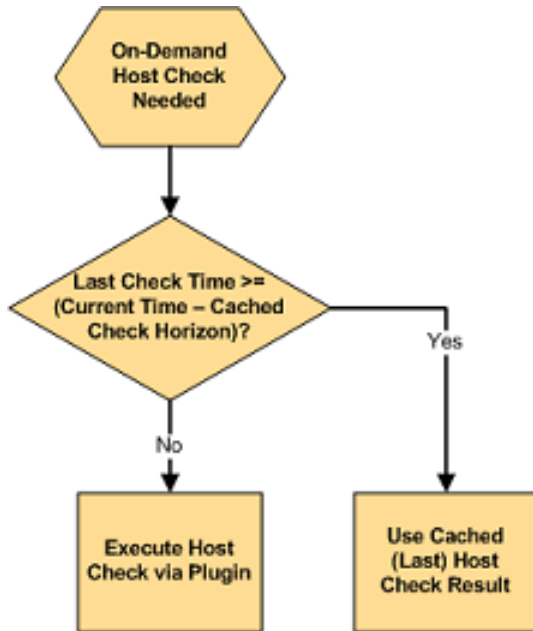 On-Demand
Host Check
Needed
Last Check Time >=
(Current Time – Cached
Check Horizon)?
Yes
No
Execute Host
Check via Plugin
Use Cached
(Last) Host
Check Result